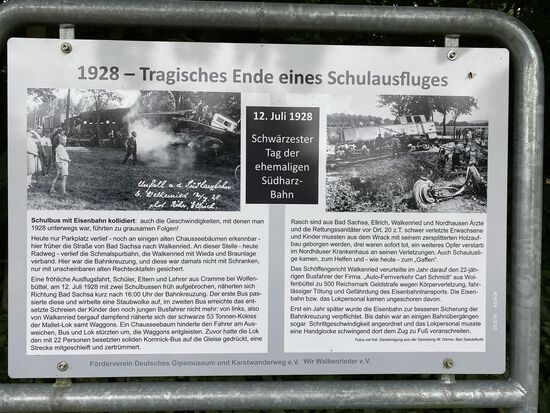 1928 – Tragisches Ende eines Schulausfluges
Unfall a.d. Südharzbahn
b. Walkenried
12. Juli 1928
Schwärzester
Tag der
ehemaligen
Südharz-
Bahn
Schulbus mit Eisenbahn kollidiert: auch die Geschwindigkeiten, mit denen man
1928 unterwegs war, führten zu grausamen Folgen!
Heute nur Parkplatz verlief - noch an einigen alten Chausseebäumen erkennbar -
hier früher die Straße von Bad Sachsa nach Walkenried. An dieser Stelle - heute
Radweg - verlief die Schmalspurbahn, die Walkenried mit Wieda und Braunlage
verband. Hier war die Bahnkreuzung, und diese war damals nicht mit Schranken,
nur mit unscheinbaren alten Rechtecktafeln gesichert.
Eine fröhliche Ausflugsfahrt, Schüler, Eltern und Lehrer aus Cramme bei Wolfen-
büttel, am 12. Juli 1928 mit zwei Schulbussen früh aufgebrochen, näherten sich
Richtung Bad Sachsa kurz nach 16:00 Uhr der Bahnkreuzung. Der erste Bus pas-
sierte diese und wirbelte eine Staubwolke auf, im zweiten Bus erreichte das ent-
setzte Schreien der Kinder den noch jungen Busfahrer nicht mehr: von links, also
von Walkenried bergauf dampfend näherte sich der schwarze 53 Tonnen-Koloss
der Mallet-Lok samt Waggons. Ein Chausseebaum hinderte den Fahrer am Aus-
weichen, Bus und Lok stürzten um, die Waggons entgleisten. Zuvor hatte die Lok
den mit 22 Personen besetzten soliden Komnick-Bus auf die Gleise gedrückt, eine
Strecke mitgeschleift und zertrümmert.
Rasch sind aus Bad Sachsa, Ellrich, Walkenried und Nordhausen Ärzte
und die Rettungssanitäter vor Ort. 20 z.T. schwer verletzte Erwachsene
und Kinder mussten aus dem Wrack mit seinem zersplitterten Holzauf-
bau geborgen werden, drei waren sofort tot, ein weiteres Opfer verstarb
im Nordhäuser Krankenhaus an seinen Verletzungen. Auch Schaulusti-
ge kamen, zum Helfen und - wie heute - zum „Gaffen“.
Das Schöffengericht Walkenried verurteilte im Jahr darauf den 22-jäh-
rigen Busfahrer der Firma. „Auto-Fernverkehr Carl Schmidt“ aus Wol-
fenbüttel zu 500 Reichsmark Geldstrafe wegen Körperverletzung, fahr-
lässiger Tötung und Gefährdung des Eisenbahntransports. Die Eisen-
bahn bzw. das Lokpersonal kamen ungeschoren davon.
Erst ein Jahr später wurde die Eisenbahn zur besseren Sicherung der
Bahnkreuzung verpflichtet. Bis dahin war an einigen Bahnübergängen
sogar Schrittgeschwindigkeit angeordnet und das Lokpersonal musste
eine Handglocke schwingend dort dem Zug zu Fuß voranschreiten.
Fotos mit frdl. Genehmigung aus der Sammlung W. Dörner, Bad Salzdetfurth
Förderverein Deutsches Gipsmuseum und Karstwanderweg e.V. Wir Walkenrieder e.V.